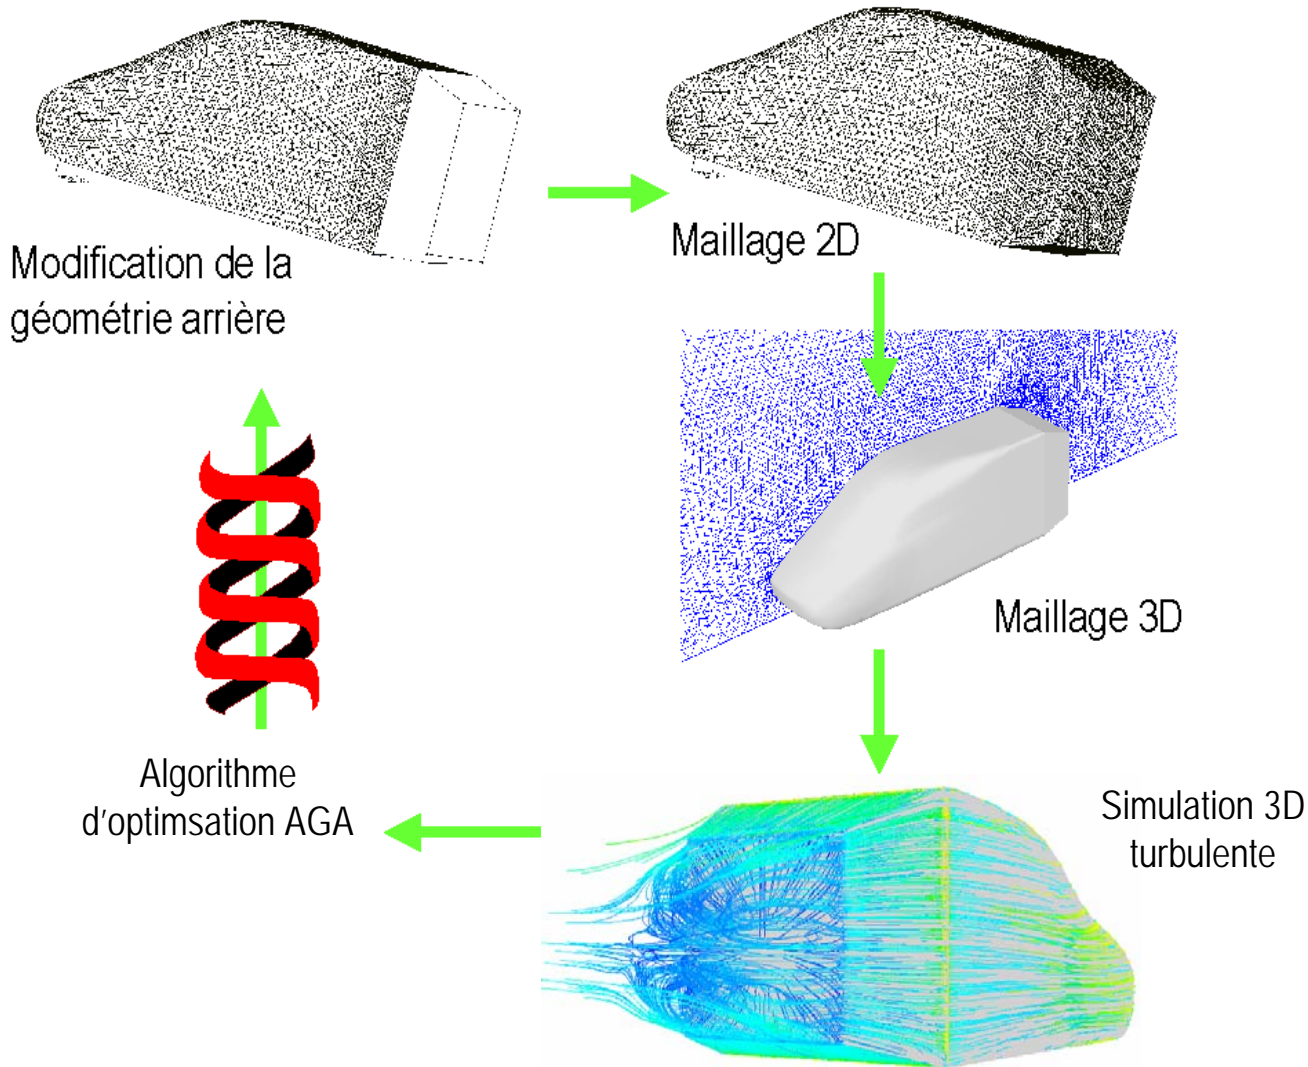 Modification de la
géométrie arrière
Maillage 2D
Maillage 3D
Simulation 3D
turbulente
Algorithme
d'optimsation AGA